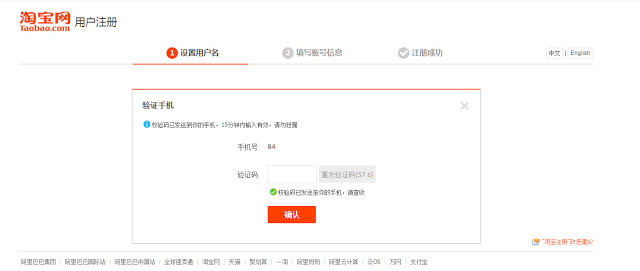 淘宝网
Taobao.com
用户注册
1 设置用户名
2 填写账号信息
注册成功
中文 | English
验证手机
校验码已发送到你的手机，15分钟内输入有效，请勿泄漏
手机号 84
验证码 重发验证码(57 s)
校验码已发送至你的手机，请查收
确认
"淘宝注册"改进建议
阿里巴巴集团 | 阿里巴巴国际站 | 阿里巴巴中国站 | 全球速卖通 | 淘宝网 | 天猫 | 聚划算 | 一淘 | 阿里妈妈 | 阿里云计算 | 云OS | 万网 | 支付宝